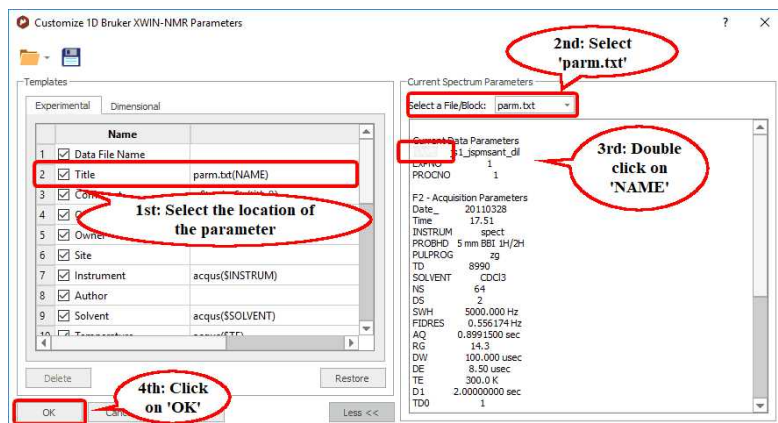 Customize 1D Bruker XWIN-NMR Parameters
? X
2nd: Select
'parm.txt'
Templates
Current Spectrum Parameters
Experimental Dimensional
Select a File/Block: parm.txt
Name
1 Data File Name
2 Title parm.txt(NAME)
3
4
5 Owner
6 Site
7 Instrument acqus($INSTRUM)
8 Author
9 Solvent acqus($SOLVENT)
10 Temperature acqus($TE)
1st: Select the location of
the parameter
Delete Restore
4th: Click
on 'OK'
OK Less <<
Current Data Parameters
js1_jspmsant_dil
EXPNO 1
PROCNO 1
3rd: Double
click on
'NAME'
F2 - Acquisition Parameters
Date_ 20110328
Time 17.51
INSTRUM spect
PROBHD 5 mm BBI 1H/2H
PULPROG zg
TD 8990
SOLVENT CDCl3
NS 64
DS 2
SWH 5000.000 Hz
FIDRES 0.556174 Hz
AQ 0.8991500 sec
RG 14.3
DW 100.000 usec
DE 8.50 usec
TE 300.0 K
D1 2.00000000 sec
TD0 1